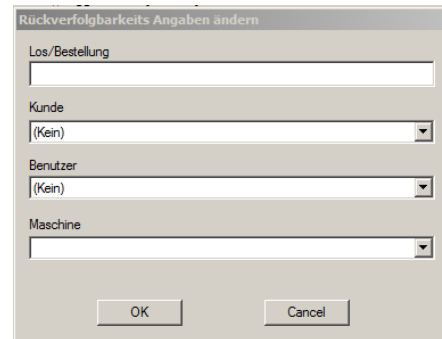 Rückverfolgbarkeits Angaben ändern
Los/Bestellung
Kunde
(Kein)
Benutzer
(Kein)
Maschine
OK Cancel